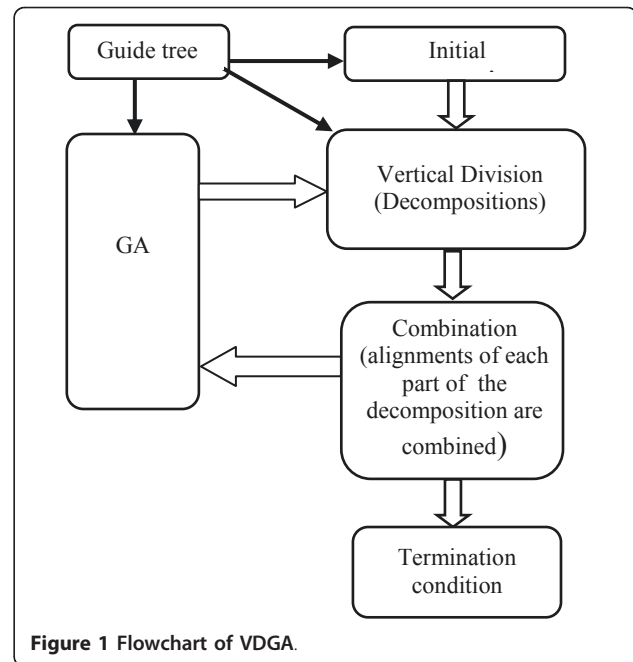 Guide tree
Initial
Vertical Division
(Decompositions)
GA
Combination
(alignments of each
part of the
decomposition are
combined)
Termination
condition
Figure 1 Flowchart of VDGA.